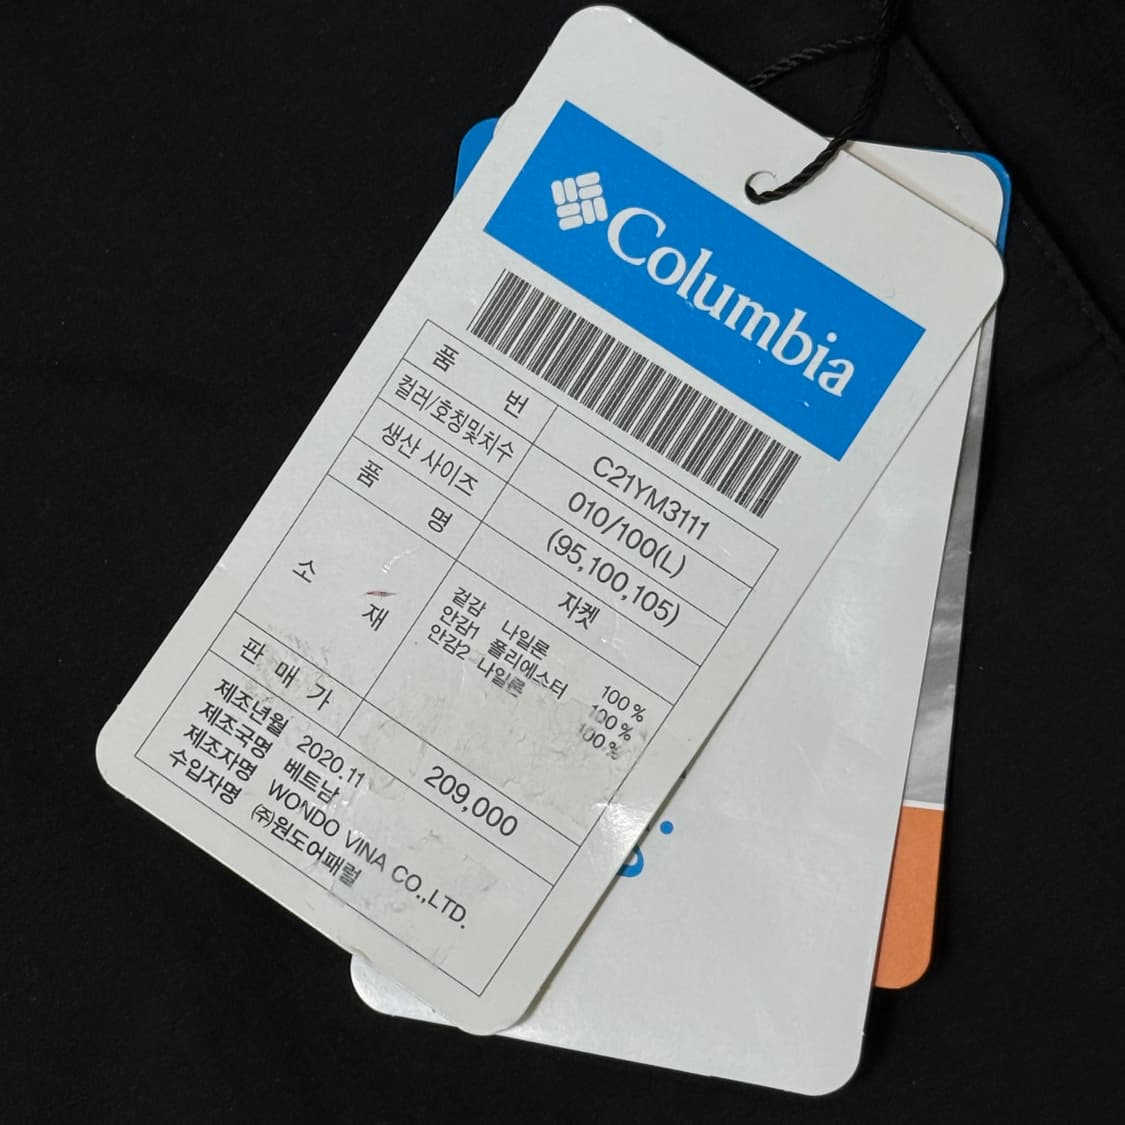 Columbia
품 번 C21YM3111
컬러/호칭및치수 010/100(L)
생산 사이즈 (95,100,105)
품 명 자켓
소 재 겉감 나일론 100%
안감1 폴리에스터 100%
안감2 나일론 100%
판 매 가 209,000
제조년월 2020.11
제조국명 베트남
제조자명 WONDO VINA CO.,LTD.
수입자명 (주)원도어패럴